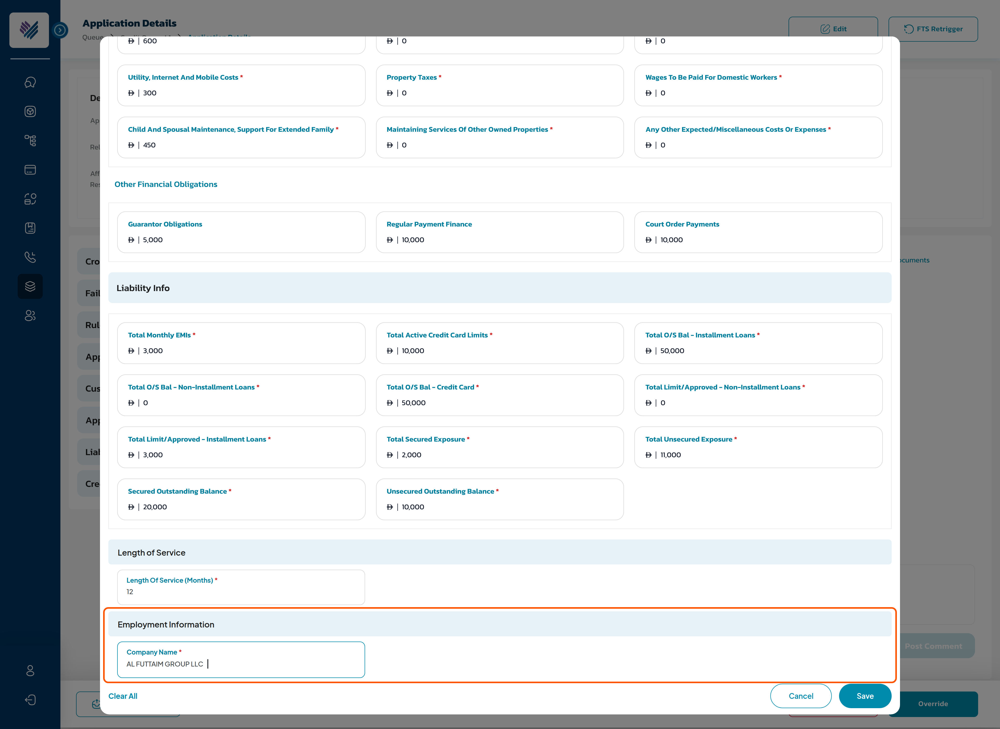 Application Details
Edit
FTS Retrigger
Queue
600
0
0
Utility, Internet And Mobile Costs *
Property Taxes *
Wages To Be Paid For Domestic Workers *
300
0
0
De
Ap
Child And Spousal Maintenance, Support For Extended Family *
Maintaining Services Of Other Owned Properties *
Any Other Expected/Miscellaneous Costs Or Expenses *
450
0
0
Rel
Aff
Res
Other Financial Obligations
Guarantor Obligations
Regular Payment Finance
Court Order Payments
5,000
10,000
10,000
Cro
ocuments
Liability Info
Fail
Rul
Total Monthly EMIs *
Total Active Credit Card Limits *
Total O/S Bal - Installment Loans *
3,000
10,000
50,000
App
Total O/S Bal - Non-Installment Loans *
Total O/S Bal - Credit Card *
Total Limit/Approved - Non-Installment Loans *
Cus
0
50,000
0
App
Total Limit/Approved - Installment Loans *
Total Secured Exposure *
Total Unsecured Exposure *
3,000
2,000
11,000
Liab
Cre
Secured Outstanding Balance *
Unsecured Outstanding Balance *
20,000
10,000
Length of Service
Length Of Service (Months) *
12
Employment Information
Company Name *
AL FUTTAIM GROUP LLC
Post Comment
Clear All
Cancel
Save
Override